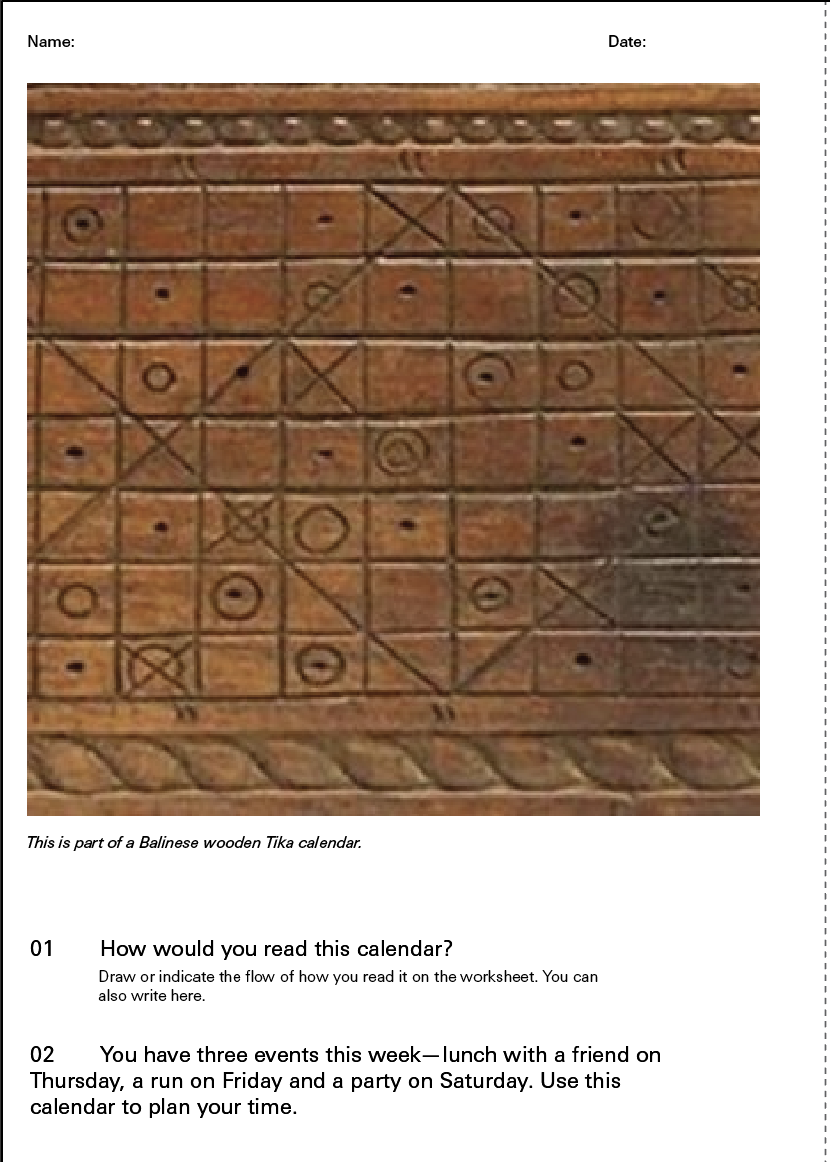 Name: Date:
This is part of a Balinese wooden Tika calendar.
01 How would you read this calendar?
Draw or indicate the flow of how you read it on the worksheet. You can
also write here.
02 You have three events this week—lunch with a friend on
Thursday, a run on Friday and a party on Saturday. Use this
calendar to plan your time.